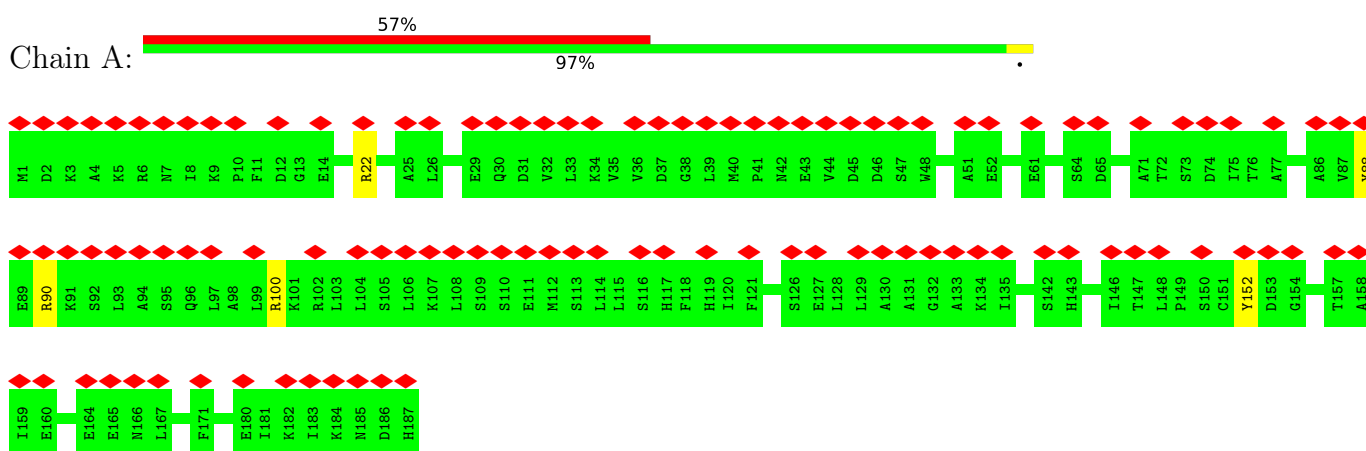 57%
Chain A:
97%
.
M1 D2 K3 A4 K5 R6 N7 I8 K9 P10 F11 D12 G13 E14 R22 A25 L26 E29 Q30 D31 V32 L33 K34 V35 V36 D37 G38 L39 M40 P41 N42 E43 V44 D45 D46 S47 W48 A51 E52 E61 S64 D65 A71 T72 S73 D74 I75 T76 A77 A86 V87 Y88
E89 R90 K91 S92 L93 A94 S95 Q96 L97 A98 L99 R100 K101 R102 L103 L104 S105 L106 K107 L108 S109 S110 E111 M112 S113 L114 L115 S116 H117 F118 H119 I120 F121 S126 E127 L128 L129 A130 A131 G132 A133 K134 I135 S142 H143 I146 T147 L148 P149 S150 C151 Y152 D153 G154 T157 A158
I159 E160 E164 E165 N166 L167 F171 E180 I181 K182 I183 K184 N185 D186 H187